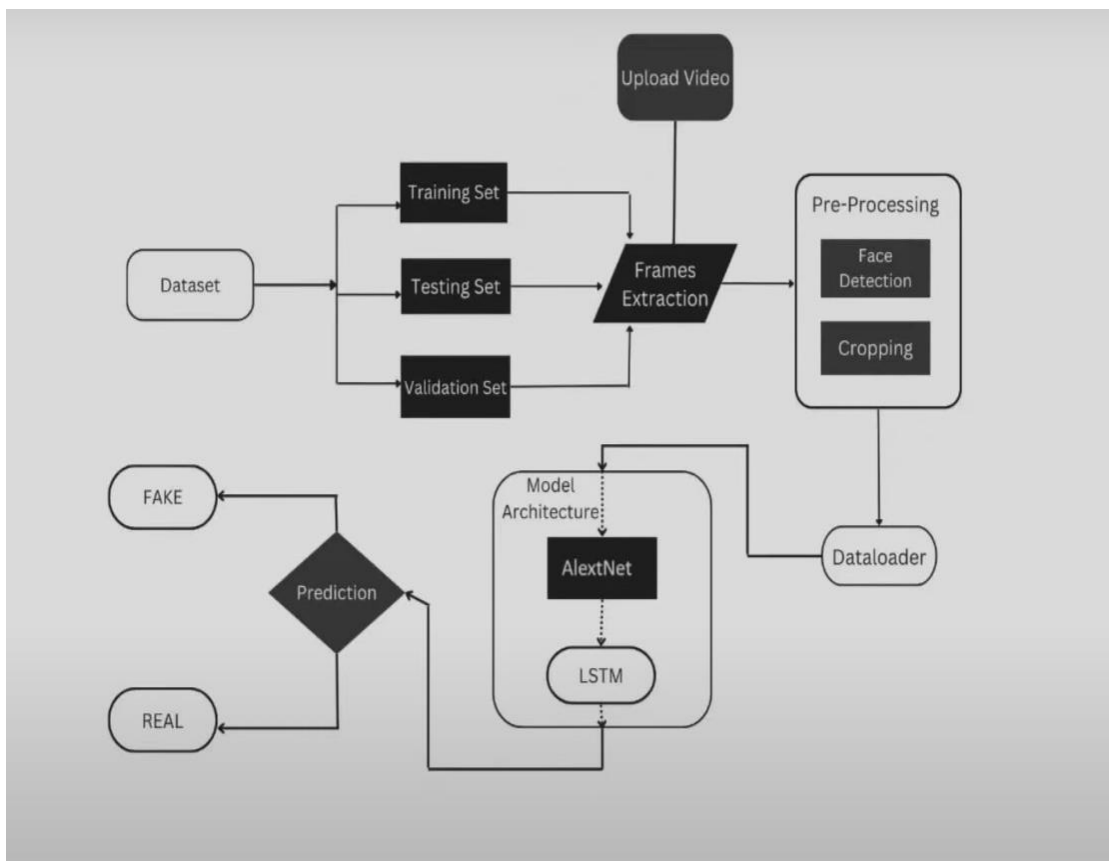 Upload Video
Training Set
Pre-Processing
Dataset
Testing Set
Frames
Extraction
Face
Detection
Cropping
Validation Set
FAKE
Model
Architecture
AlextNet
Dataloader
Prediction
LSTM
REAL